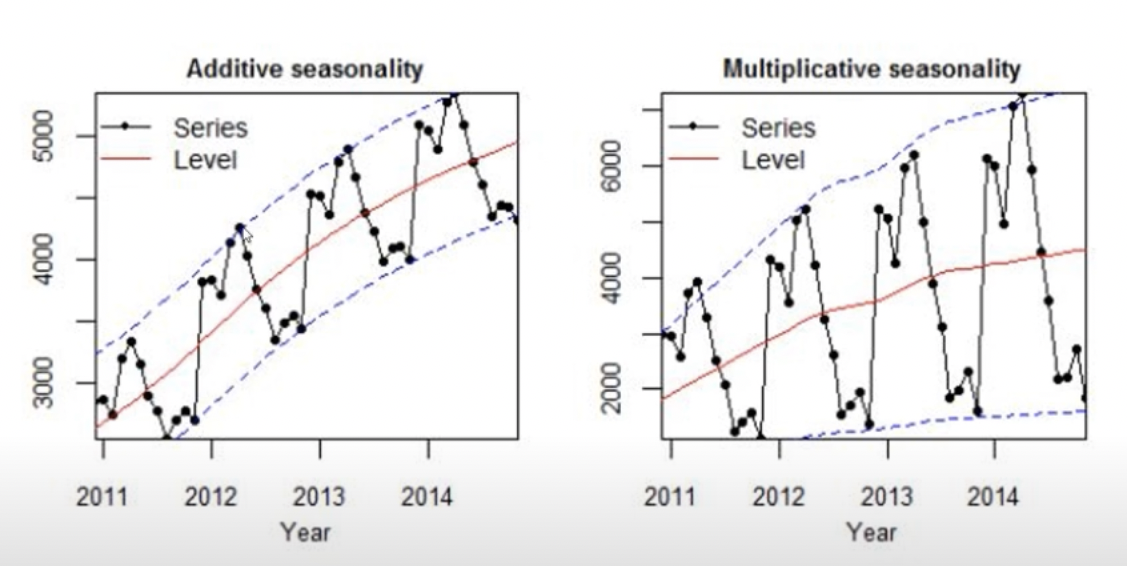 Additive seasonality
Series
Level
5000
4000
3000
2011 2012 2013 2014
Year
Multiplicative seasonality
Series
Level
6000
4000
2000
2011 2012 2013 2014
Year